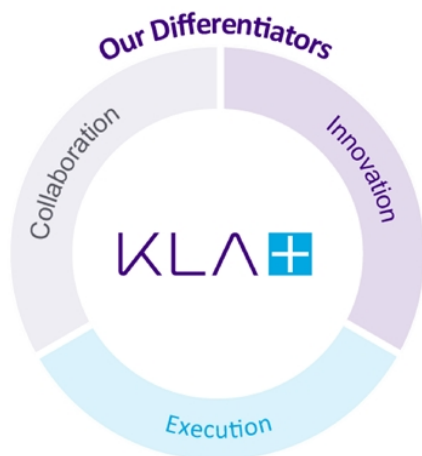 Our Differentiators
Collaboration
Innovation
KLA+
Execution